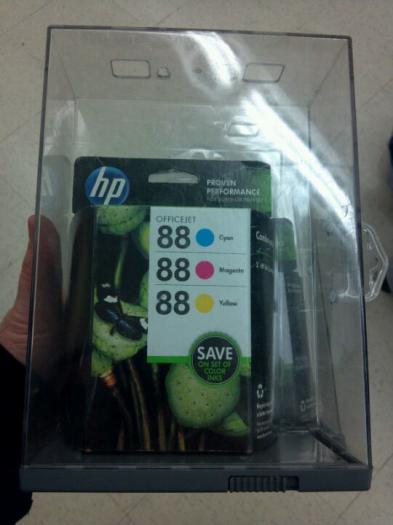 hp
PROVEN
PERFORMANCE
OFFICEJET
88 Cyan
88 Magenta
88 Yellow
SAVE
ON SET OF
COLOR
INKS